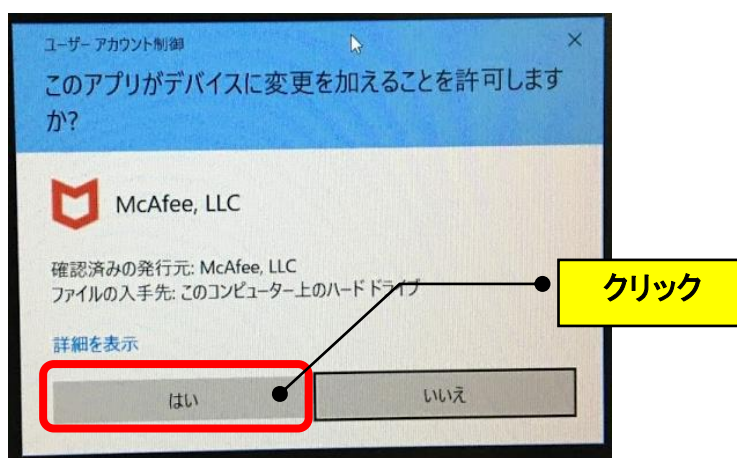 ユーザー アカウント制御
このアプリがデバイスに変更を加えることを許可します
か?
McAfee, LLC
確認済みの発行元: McAfee, LLC
ファイルの入手先: このコンピューター上のハード ドライブ
クリック
詳細を表示
はい
いいえ